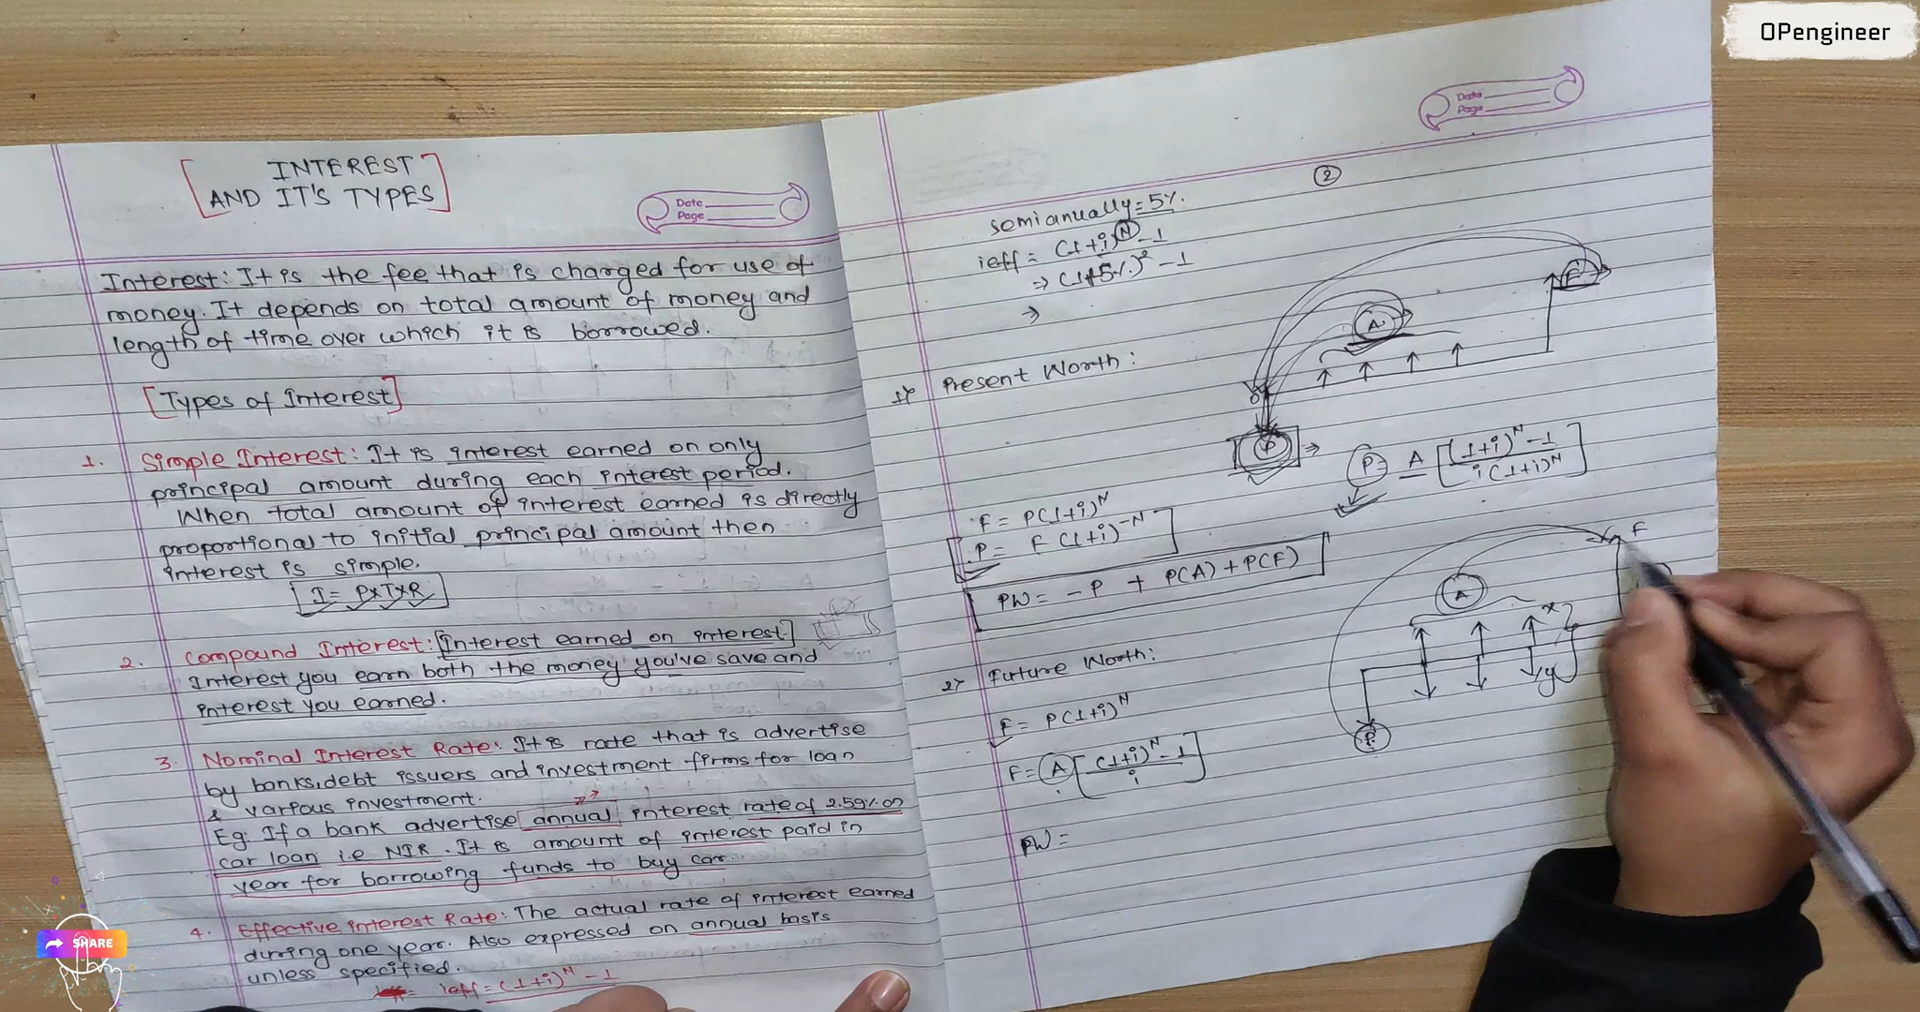 OPengineer
INTEREST
AND IT'S TYPES
Date
Page
Interest: It is the fee that is charged for use of
money. It depends on total amount of money and
length of time over which it is borrowed.
[Types of Interest]
1. Simple Interest: It is interest earned on only
principal amount during each interest period.
When total amount of interest earned is directly
proportional to initial principal amount then
interest is simple.
I = P×T×R
2. Compound Interest: [Interest earned on interest]
Interest you earn both the money you've save and
interest you earned.
3. Nominal Interest Rate: It is rate that is advertise
by banks, debt issuers and investment firms for loan
& various investment.
Eg: If a bank advertise annual interest rate of 2.59% on
car loan i.e NIR. It is amount of interest paid in
year for borrowing funds to buy car.
4. Effective interest Rate: The actual rate of interest earned
during one year. Also expressed on annual basis
unless specified.
ieff = (1+i)^N - 1
SHARE
Date
Page
2
semianually = 5%.
ieff = (1+i)^N - 1
⇒ (1+5%)² - 1
⇒
1) Present Worth:
A
F
P
P = A [(1+i)^N - 1 / i(1+i)^N]
F = P(1+i)^N
P = F (1+i)^-N
PW = -P + P(A) + P(F)
2) Future Worth:
F
A
x
y
P
F = P(1+i)^N
F = A [(1+i)^N - 1 / i]
PW =